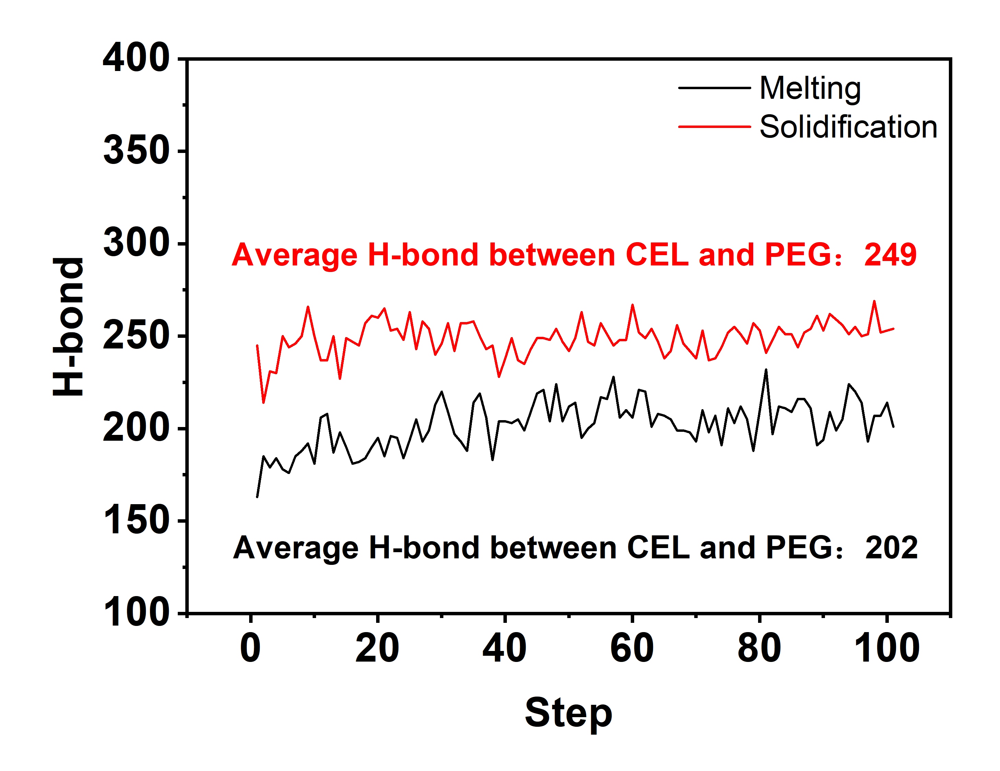 400
350
300
250
200
150
100
H-bond
Melting
Solidification
Average H-bond between CEL and PEG：249
Average H-bond between CEL and PEG：202
0 20 40 60 80 100
Step